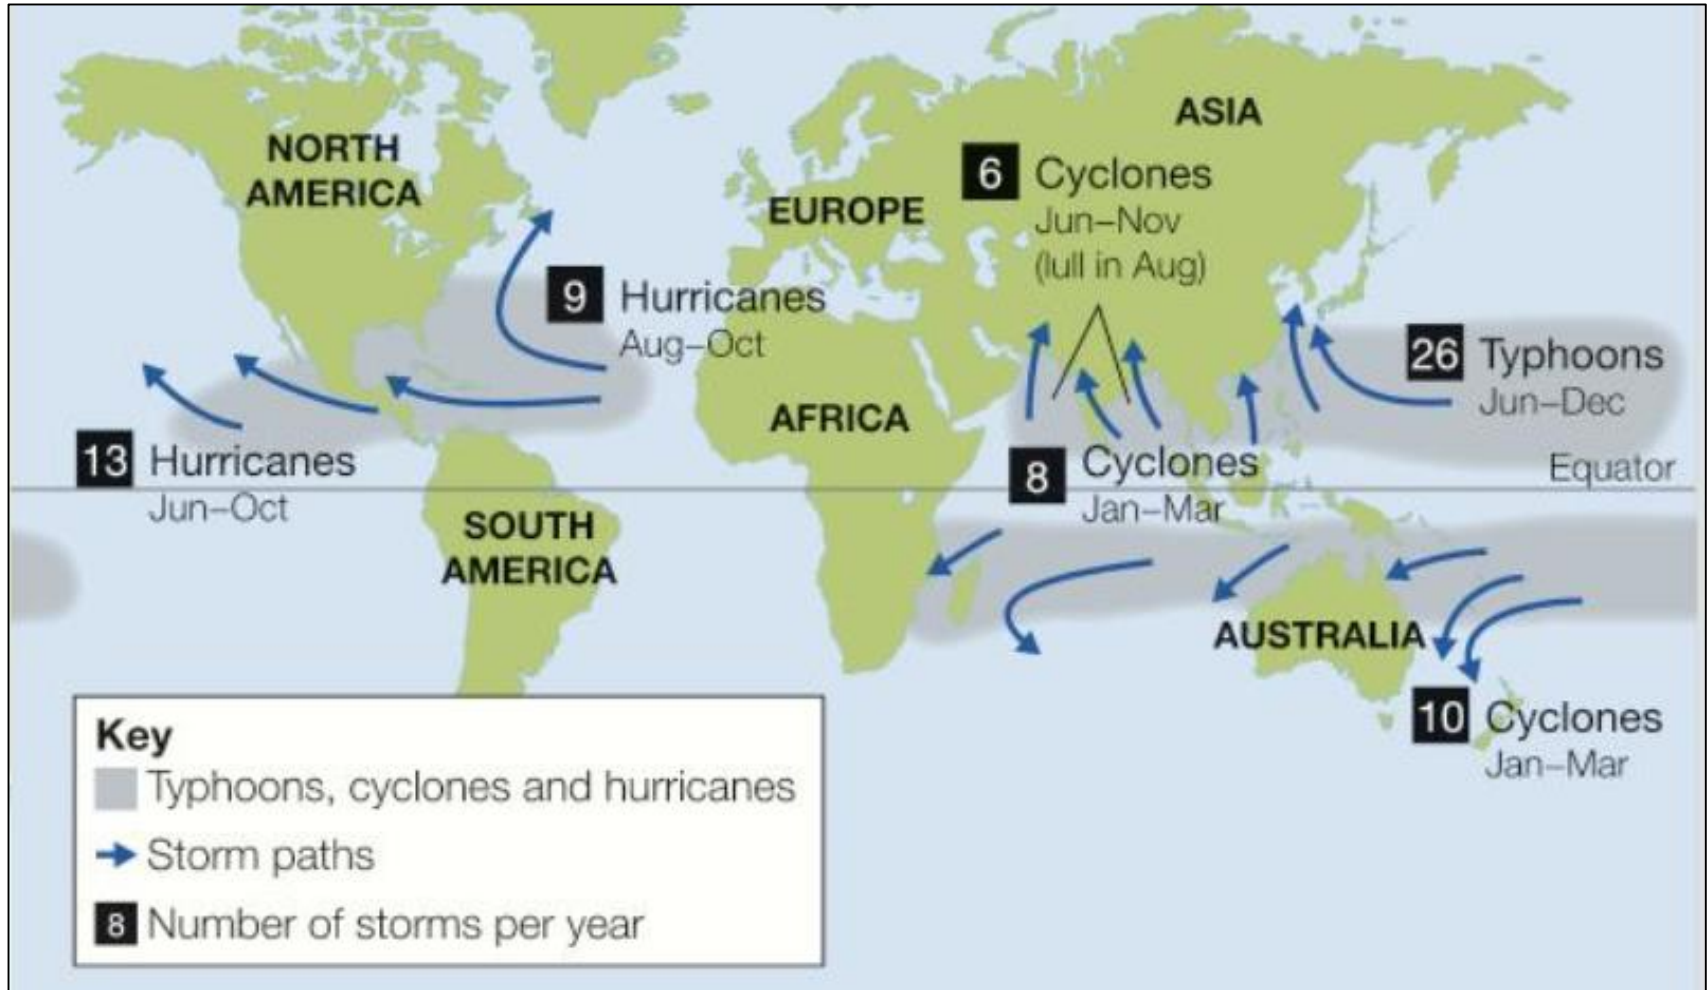 NORTH
AMERICA
ASIA
6 Cyclones
Jun–Nov
(lull in Aug)
EUROPE
9 Hurricanes
Aug–Oct
26 Typhoons
Jun–Dec
AFRICA
13 Hurricanes
Jun–Oct
8 Cyclones
Jan–Mar
Equator
SOUTH
AMERICA
AUSTRALIA
10 Cyclones
Jan–Mar
Key
Typhoons, cyclones and hurricanes
Storm paths
8 Number of storms per year